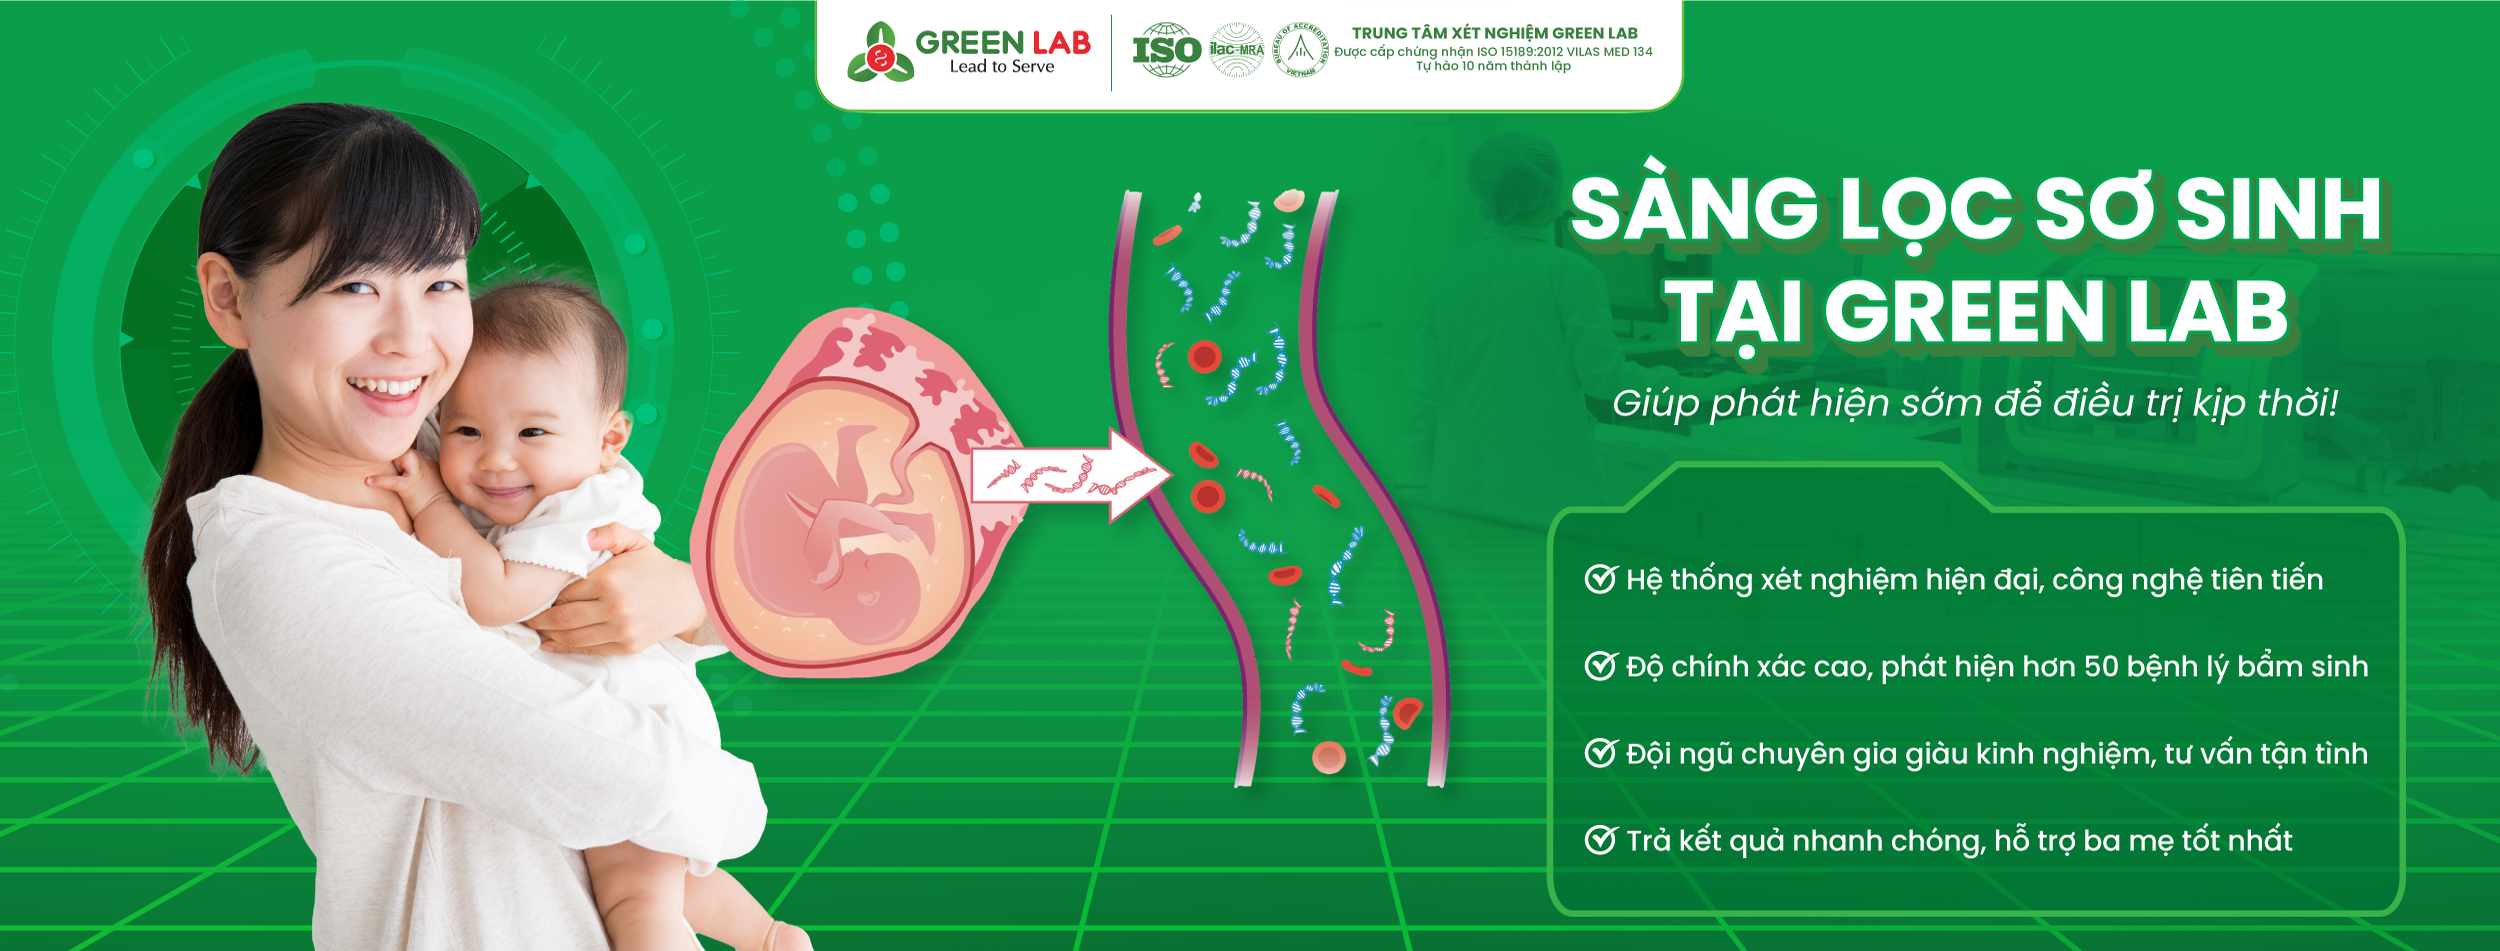 GREEN LAB
Lead to Serve
ISO
ilac-MRA
BUREAU OF ACCREDITATION
VIETNAM
TRUNG TÂM XÉT NGHIỆM GREEN LAB
Được cấp chứng nhận ISO 15189:2012 VILAS MED 134
Tự hào 10 năm thành lập
SÀNG LỌC SƠ SINH
TẠI GREEN LAB
Giúp phát hiện sớm để điều trị kịp thời!
Hệ thống xét nghiệm hiện đại, công nghệ tiên tiến
Độ chính xác cao, phát hiện hơn 50 bệnh lý bẩm sinh
Đội ngũ chuyên gia giàu kinh nghiệm, tư vấn tận tình
Trả kết quả nhanh chóng, hỗ trợ ba mẹ tốt nhất